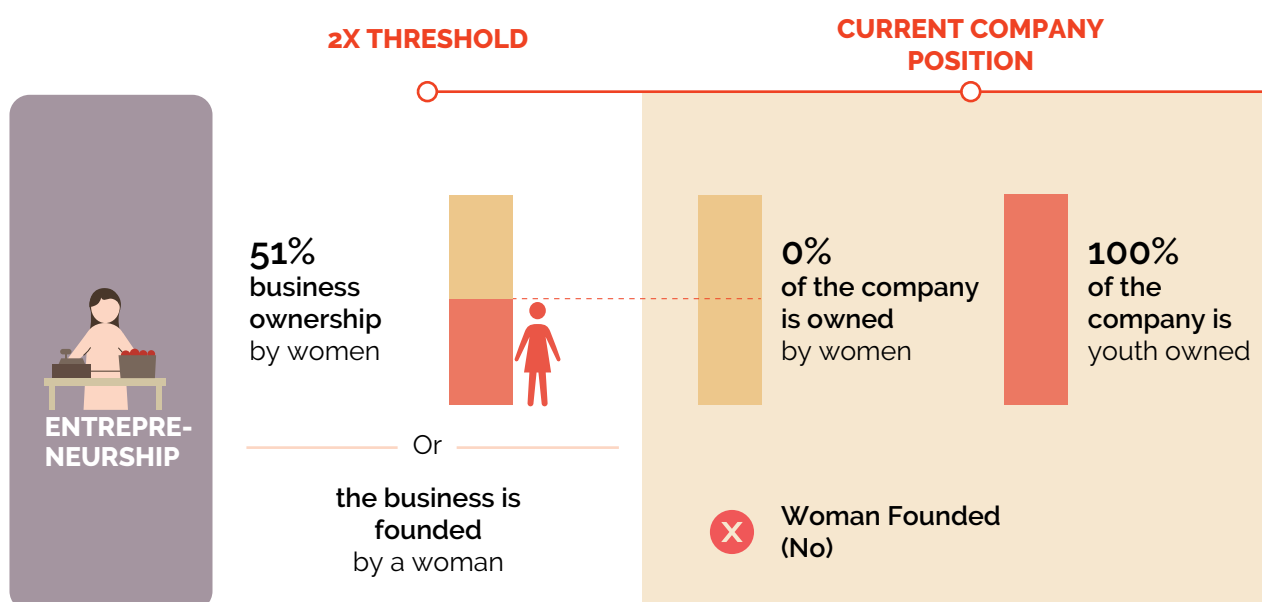 2X THRESHOLD
CURRENT COMPANY
POSITION
ENTREPRE-
NEURSHIP
51%
business
ownership
by women
Or
the business is
founded
by a woman
0%
of the company
is owned
by women
100%
of the
company is
youth owned
X
Woman Founded
(No)